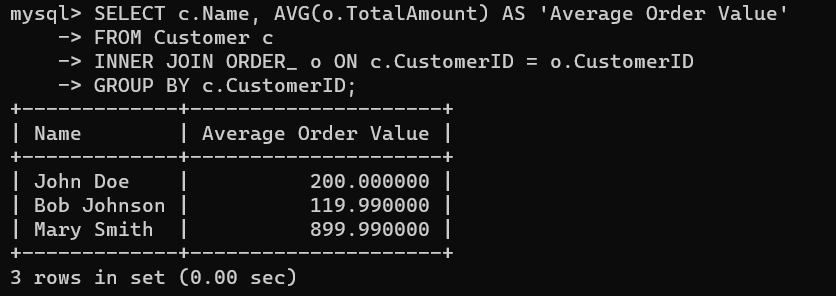 mysql> SELECT c.Name, AVG(o.TotalAmount) AS 'Average Order Value'
    -> FROM Customer c
    -> INNER JOIN ORDER_ o ON c.CustomerID = o.CustomerID
    -> GROUP BY c.CustomerID;
+-------------+---------------------+
| Name        | Average Order Value |
+-------------+---------------------+
| John Doe    |          200.000000 |
| Bob Johnson |          119.990000 |
| Mary Smith  |          899.990000 |
+-------------+---------------------+
3 rows in set (0.00 sec)